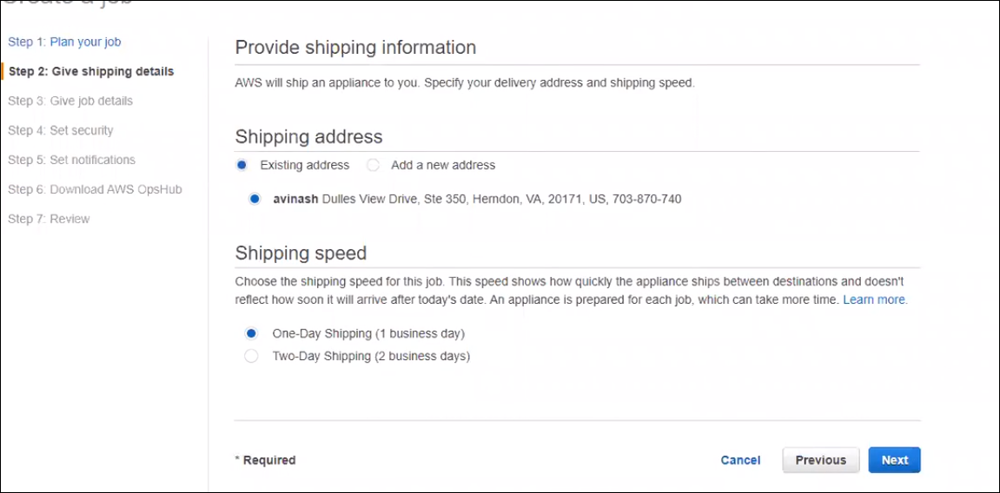 Create a job
Step 1: Plan your job
Step 2: Give shipping details
Step 3: Give job details
Step 4: Set security
Step 5: Set notifications
Step 6: Download AWS OpsHub
Step 7: Review
Provide shipping information
AWS will ship an appliance to you. Specify your delivery address and shipping speed.
Shipping address
Existing address Add a new address
avinash Dulles View Drive, Ste 350, Herndon, VA, 20171, US, 703-870-740
Shipping speed
Choose the shipping speed for this job. This speed shows how quickly the appliance ships between destinations and doesn't
reflect how soon it will arrive after today's date. An appliance is prepared for each job, which can take more time. Learn more.
One-Day Shipping (1 business day)
Two-Day Shipping (2 business days)
* Required
Cancel Previous Next